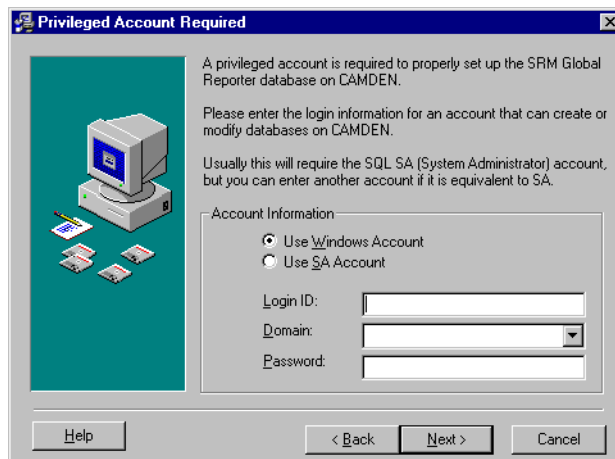 Privileged Account Required
A privileged account is required to properly set up the SRM Global
Reporter database on CAMDEN.
Please enter the login information for an account that can create or
modify databases on CAMDEN.
Usually this will require the SQL SA (System Administrator) account,
but you can enter another account if it is equivalent to SA.
Account Information
Use Windows Account
Use SA Account
Login ID:
Domain:
Password:
Help
< Back
Next >
Cancel